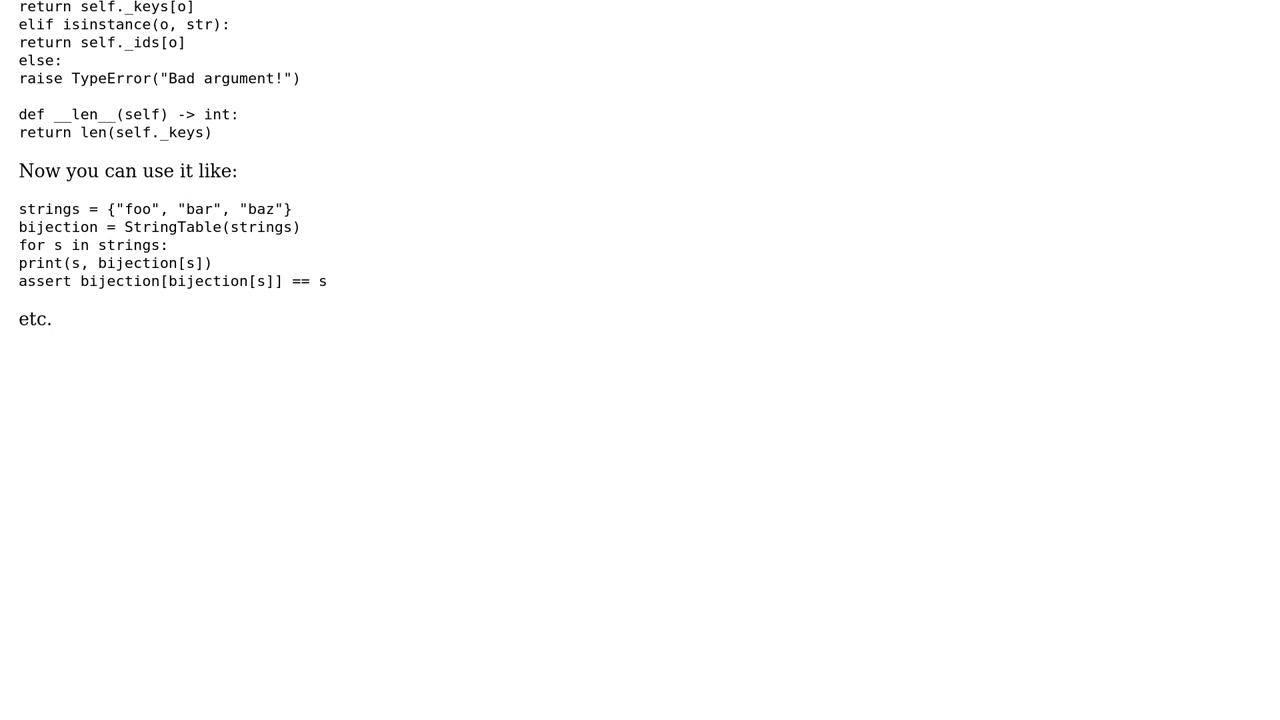 return self._keys[o]
elif isinstance(o, str):
return self._ids[o]
else:
raise TypeError("Bad argument!")
def __len__(self) -> int:
return len(self._keys)
Now you can use it like:
strings = {"foo", "bar", "baz"}
bijection = StringTable(strings)
for s in strings:
print(s, bijection[s])
assert bijection[bijection[s]] == s
etc.